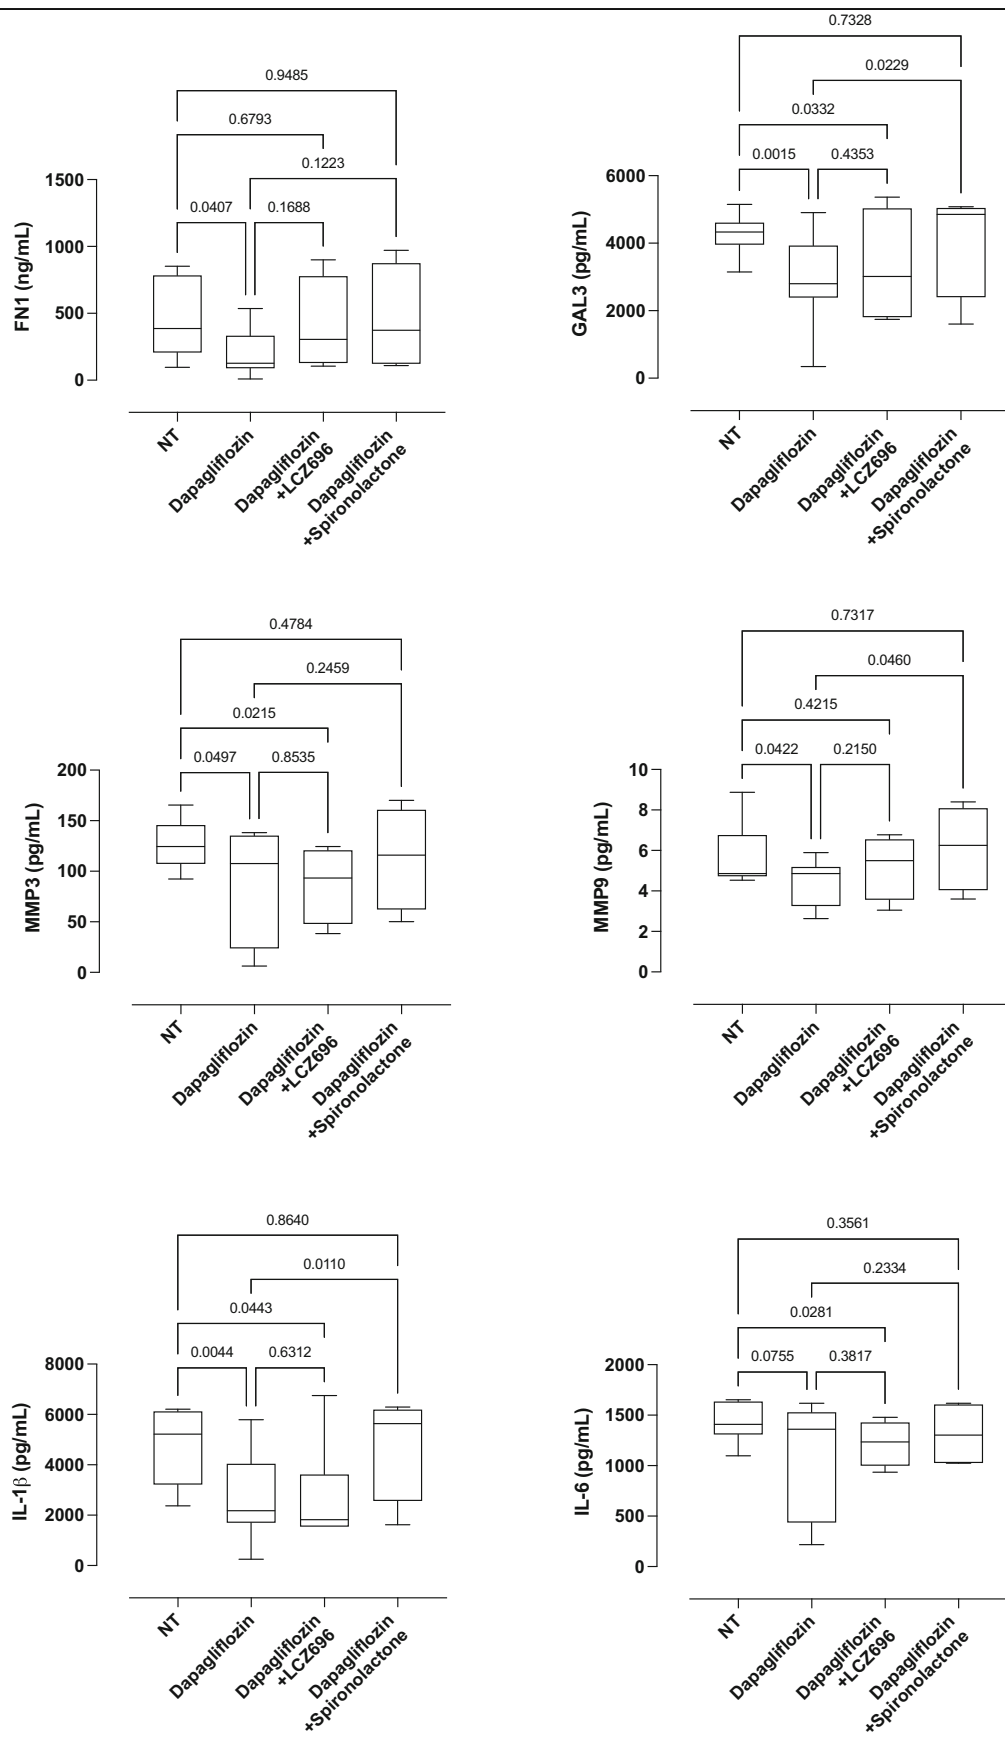 0.9485
0.6793
0.1223
0.0407
0.1688
FN1 (ng/mL)
1500
1000
500
0
NT
Dapagliflozin
Dapagliflozin
+LCZ696
Dapagliflozin
+Spironolactone
0.7328
0.0229
0.0332
0.0015
0.4353
GAL3 (pg/mL)
6000
4000
2000
0
NT
Dapagliflozin
Dapagliflozin
+LCZ696
Dapagliflozin
+Spironolactone
0.4784
0.2459
0.0215
0.0497
0.8535
MMP3 (pg/mL)
200
150
100
50
0
NT
Dapagliflozin
Dapagliflozin
+LCZ696
Dapagliflozin
+Spironolactone
0.7317
0.0460
0.4215
0.0422
0.2150
MMP9 (pg/mL)
10
8
6
4
2
0
NT
Dapagliflozin
Dapagliflozin
+LCZ696
Dapagliflozin
+Spironolactone
0.8640
0.0110
0.0443
0.0044
0.6312
IL-1β (pg/mL)
8000
6000
4000
2000
0
NT
Dapagliflozin
Dapagliflozin
+LCZ696
Dapagliflozin
+Spironolactone
0.3561
0.2334
0.0281
0.0755
0.3817
IL-6 (pg/mL)
2000
1500
1000
500
0
NT
Dapagliflozin
Dapagliflozin
+LCZ696
Dapagliflozin
+Spironolactone